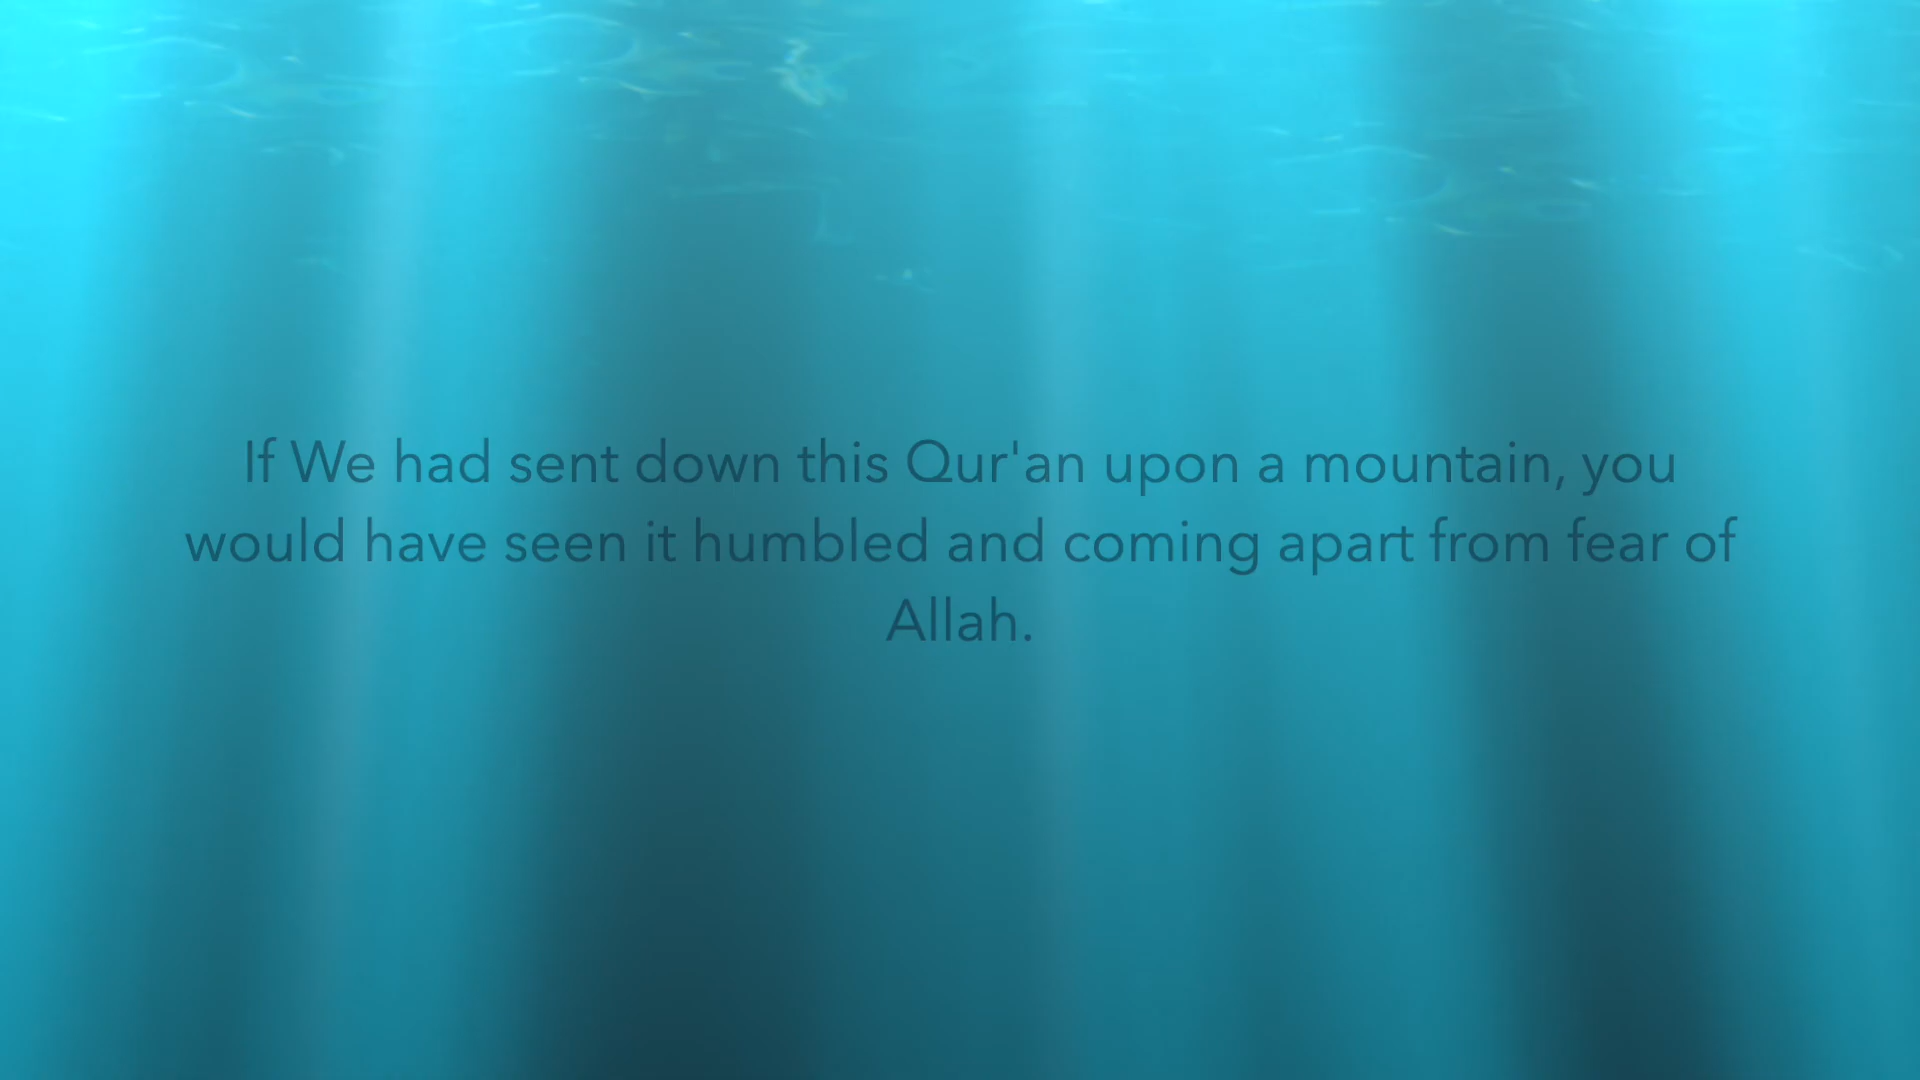 If We had sent down this Qur'an upon a mountain, you
would have seen it humbled and coming apart from fear of
Allah.